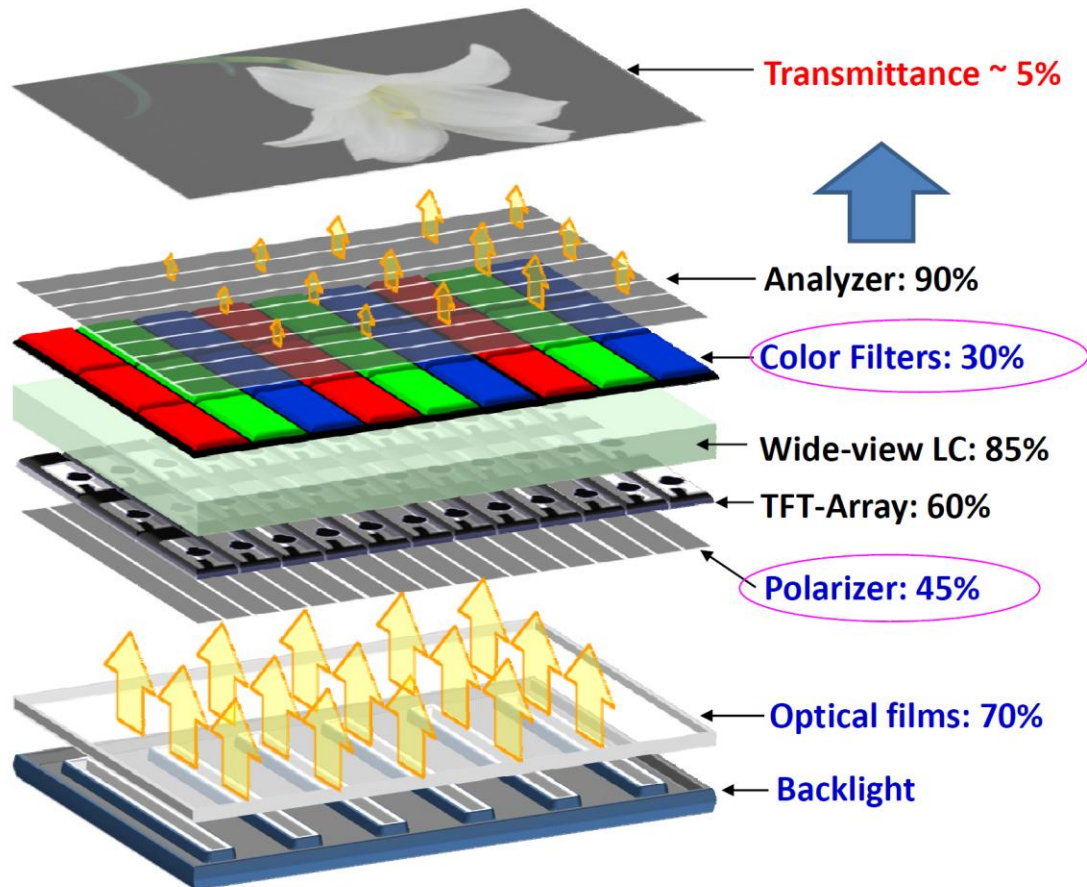 Transmittance ~ 5%
Analyzer: 90%
Color Filters: 30%
Wide-view LC: 85%
TFT-Array: 60%
Polarizer: 45%
Optical films: 70%
Backlight